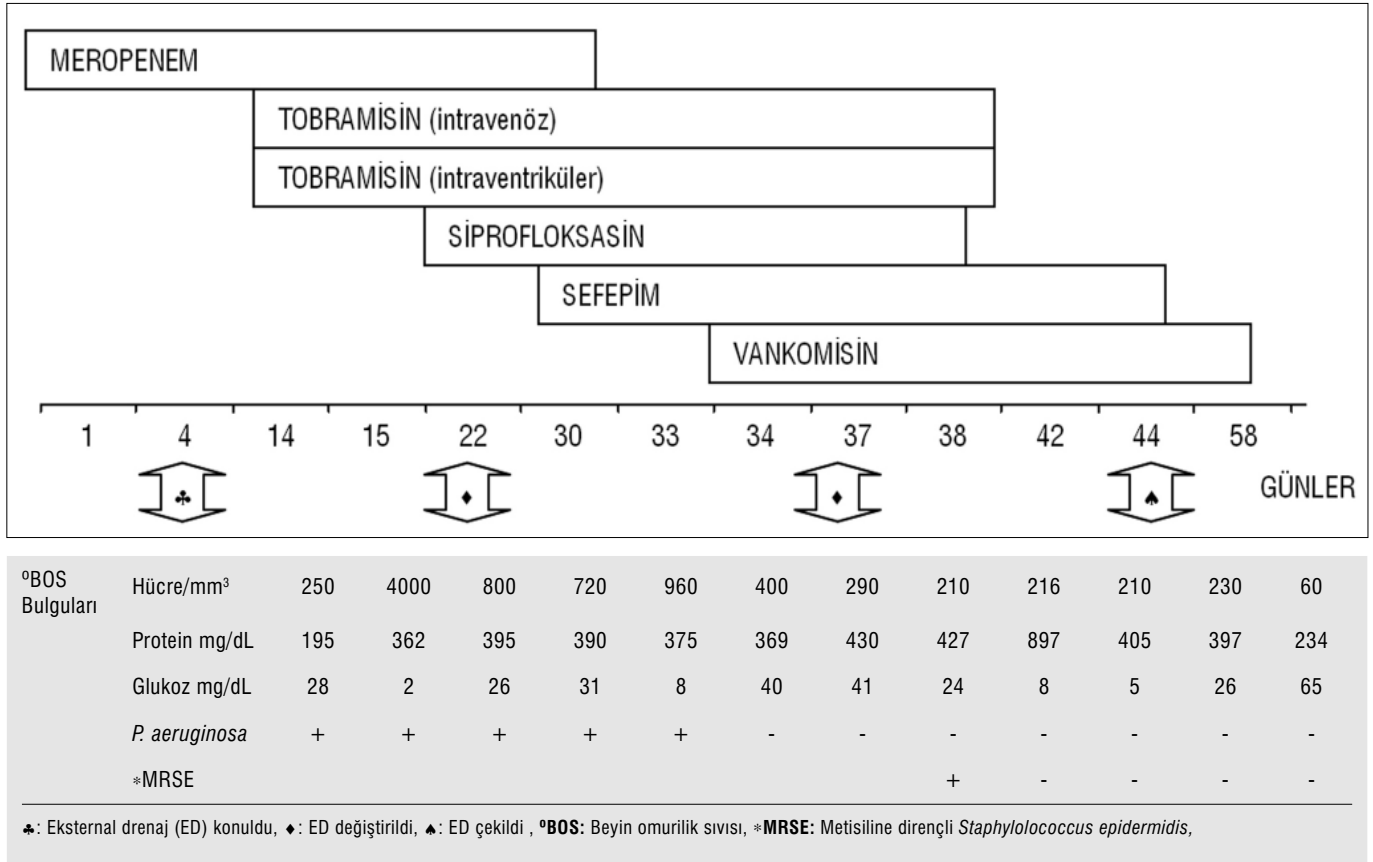 MEROPENEM
TOBRAMİSİN (intravenöz)
TOBRAMİSİN (intraventriküler)
SİPROFLOKSASİN
SEFEPİM
VANKOMİSİN
1 4 14 15 22 30 33 34 37 38 42 44 58
♣ ♦ ♦ ♠ GÜNLER
ºBOS Bulguları Hücre/mm³ 250 4000 800 720 960 400 290 210 216 210 230 60
Protein mg/dL 195 362 395 390 375 369 430 427 897 405 397 234
Glukoz mg/dL 28 2 26 31 8 40 41 24 8 5 26 65
P. aeruginosa + + + + + - - - - - - -
*MRSE + - - - -
♣: Eksternal drenaj (ED) konuldu, ♦: ED değiştirildi, ♠: ED çekildi , ºBOS: Beyin omurilik sıvısı, *MRSE: Metisiline dirençli Staphylolococcus epidermidis,